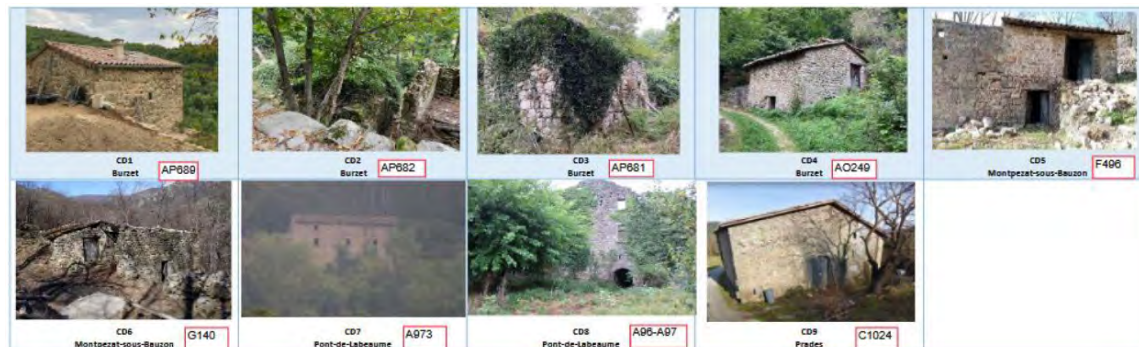 CD1
Burzet AP689
CD2
Burzet AP682
CD3
Burzet AP681
CD4
Burzet AO249
CD5
Montpezat-sous-Bauzon F496
CD6
Montpezat-sous-Bauzon G140
CD7
Pont-de-Labeaume A973
CD8
Pont-de-Labeaume A96-A97
CD9
Prades C1024